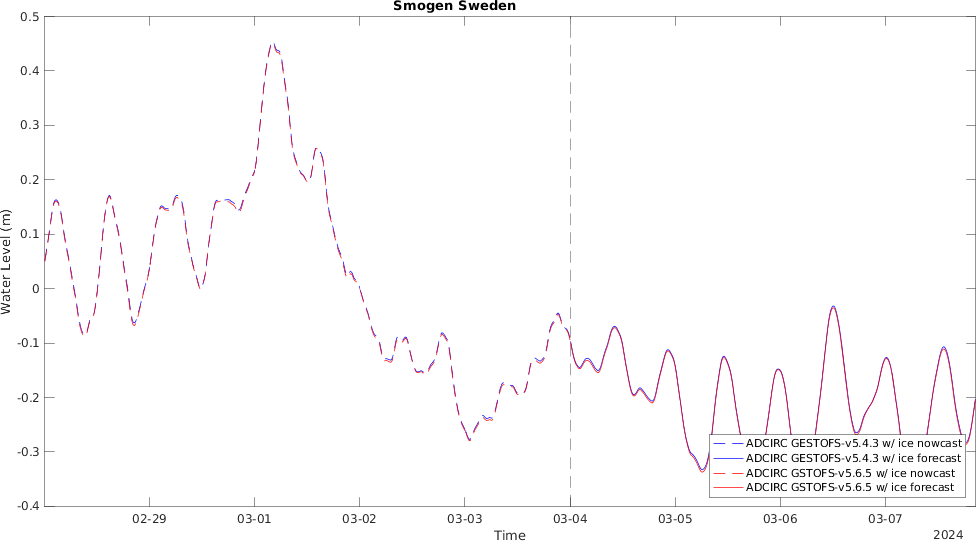 Smogen Sweden
0.5
0.4
0.3
0.2
0.1
0
-0.1
-0.2
-0.3
-0.4
Water Level (m)
02-29 03-01 03-02 03-03 03-04 03-05 03-06 03-07
Time
2024
ADCIRC GESTOFS-v5.4.3 w/ ice nowcast
ADCIRC GESTOFS-v5.4.3 w/ ice forecast
ADCIRC GSTOFS-v5.6.5 w/ ice nowcast
ADCIRC GSTOFS-v5.6.5 w/ ice forecast